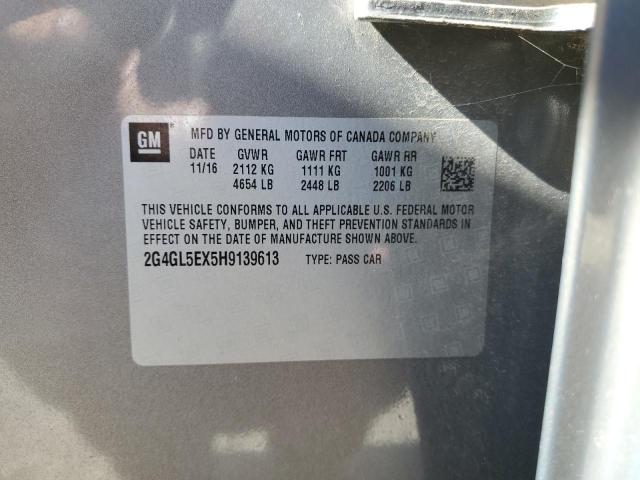 GM
MFD BY GENERAL MOTORS OF CANADA COMPANY
DATE GVWR GAWR FRT GAWR RR
11/16 2112 KG 1111 KG 1001 KG
4654 LB 2448 LB 2206 LB
THIS VEHICLE CONFORMS TO ALL APPLICABLE U.S. FEDERAL MOTOR
VEHICLE SAFETY, BUMPER, AND THEFT PREVENTION STANDARDS IN
EFFECT ON THE DATE OF MANUFACTURE SHOWN ABOVE.
2G4GL5EX5H9139613 TYPE: PASS CAR